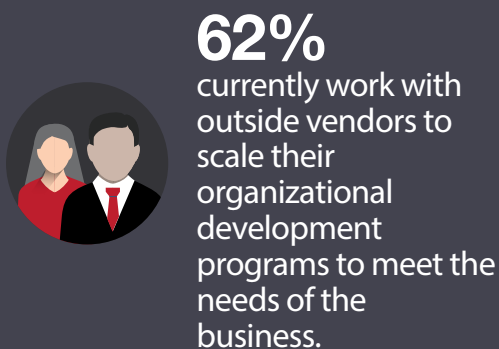 62%
currently work with
outside vendors to
scale their
organizational
development
programs to meet the
needs of the
business.